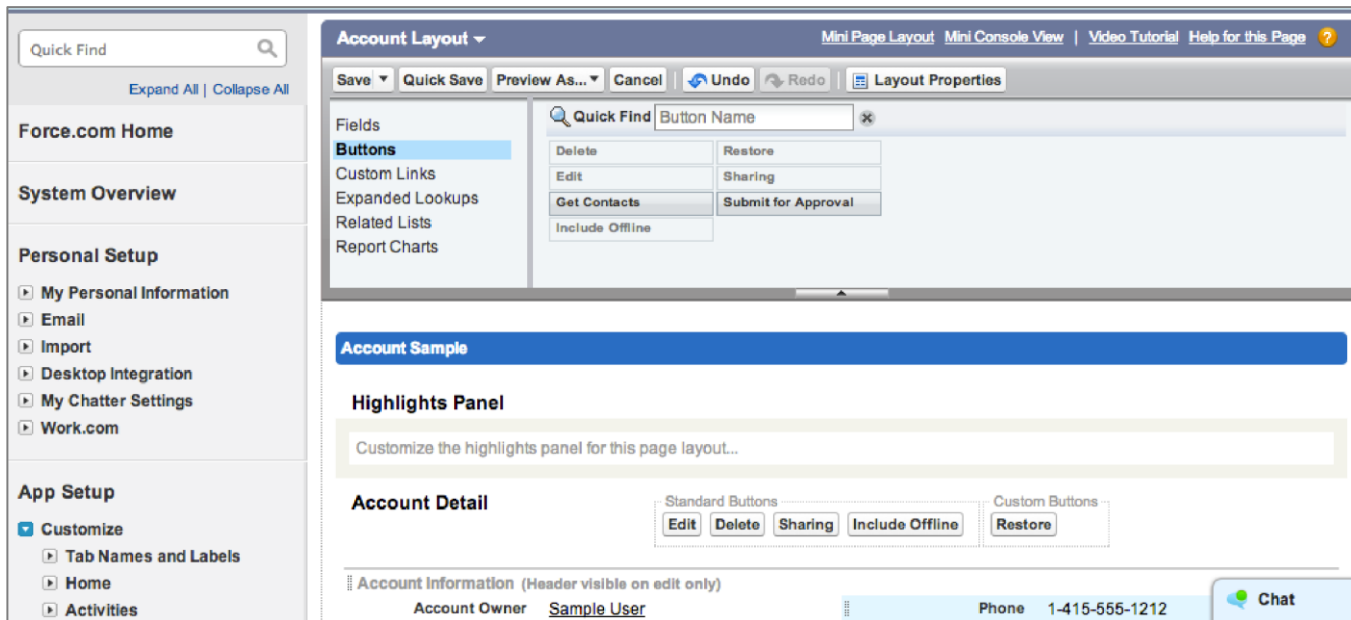 Quick Find
Expand All | Collapse All
Force.com Home
System Overview
Personal Setup
My Personal Information
Email
Import
Desktop Integration
My Chatter Settings
Work.com
App Setup
Customize
Tab Names and Labels
Home
Activities
Account Layout
Mini Page Layout Mini Console View | Video Tutorial Help for this Page ?
Save Quick Save Preview As... Cancel Undo Redo Layout Properties
Fields
Buttons
Custom Links
Expanded Lookups
Related Lists
Report Charts
Quick Find Button Name
Delete Restore
Edit Sharing
Get Contacts Submit for Approval
Include Offline
Account Sample
Highlights Panel
Customize the highlights panel for this page layout...
Account Detail
Standard Buttons Custom Buttons
Edit Delete Sharing Include Offline Restore
Account Information (Header visible on edit only)
Account Owner Sample User Phone 1-415-555-1212
Chat